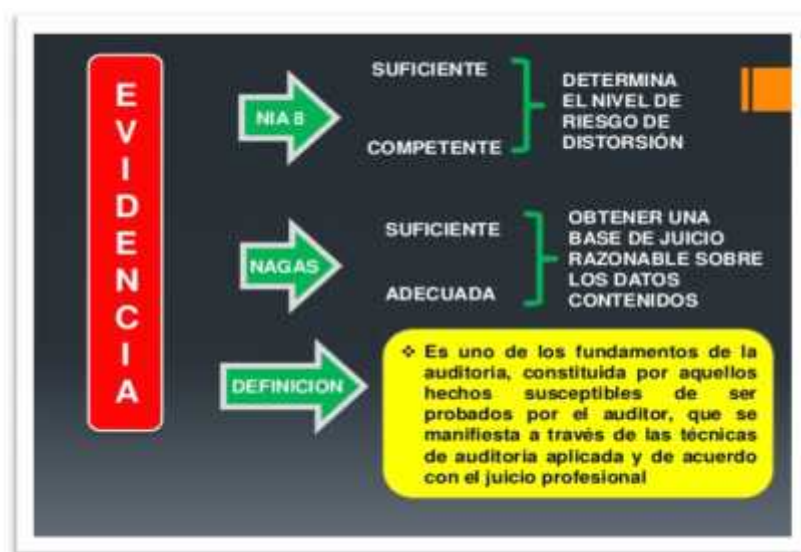 EVIDENCIA
NIA 8
SUFICIENTE
COMPETENTE
DETERMINA
EL NIVEL DE
RIESGO DE
DISTORSIÓN
NAGAS
SUFICIENTE
ADECUADA
OBTENER UNA
BASE DE JUICIO
RAZONABLE SOBRE
LOS DATOS
CONTENIDOS
DEFINICION
❖ Es uno de los fundamentos de la
auditoria, constituida por aquellos
hechos susceptibles de ser
probados por el auditor, que se
manifiesta a través de las técnicas
de auditoria aplicada y de acuerdo
con el juicio profesional